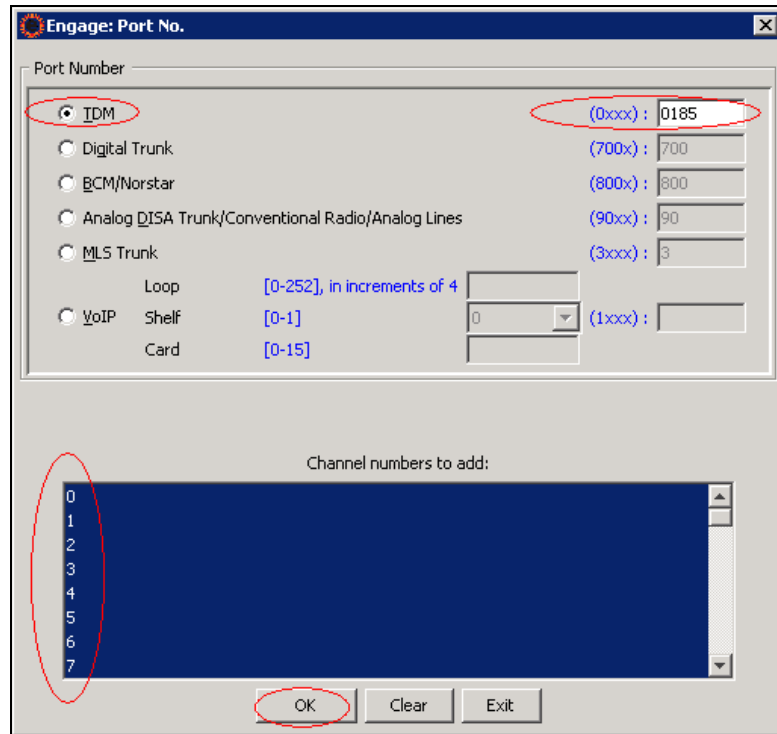 Engage: Port No.
Port Number
TDM (0xxx) : 0185
Digital Trunk (700x) : 700
BCM/Norstar (800x) : 800
Analog DISA Trunk/Conventional Radio/Analog Lines (90xx) : 90
MLS Trunk (3xxx) : 3
Loop [0-252], in increments of 4
VoIP Shelf [0-1] 0 (1xxx) :
Card [0-15]
Channel numbers to add:
0
1
2
3
4
5
6
7
OK Clear Exit